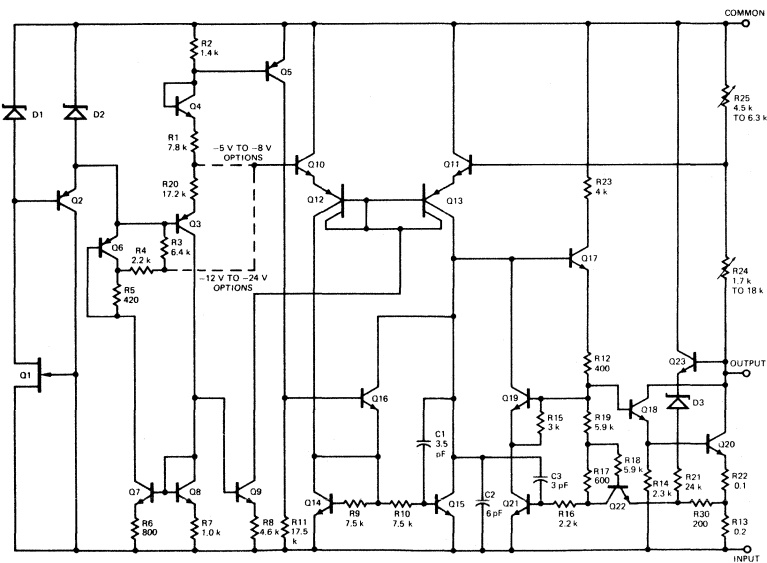 COMMON
R2
1.4 k
Q5
D1
D2
Q4
R25
4.5 k
TO 6.3 k
R1
7.8 k
−5 V TO −8 V
OPTIONS
Q10
Q11
Q2
R20
17.2 k
Q12
Q13
R23
4 k
Q3
Q6
R4
2.2 k
R3
6.4 k
−12 V TO −24 V
OPTIONS
Q17
R24
1.7 k
TO 18 k
R5
420
Q1
R12
400
Q23
OUTPUT
Q16
Q19
R15
3 k
R19
5.9 k
Q18
D3
C1
3.5
pF
Q20
R18
5.9 k
Q7
Q8
Q9
Q14
R9
7.5 k
R10
7.5 k
Q15
C2
6 pF
C3
3 pF
Q21
R16
2.2 k
R17
600
Q22
R14
2.3 k
R21
24 k
R22
0.1
R30
200
R6
800
R7
1.0 k
R8
4.6 k
R11
17.5
k
R13
0.2
INPUT